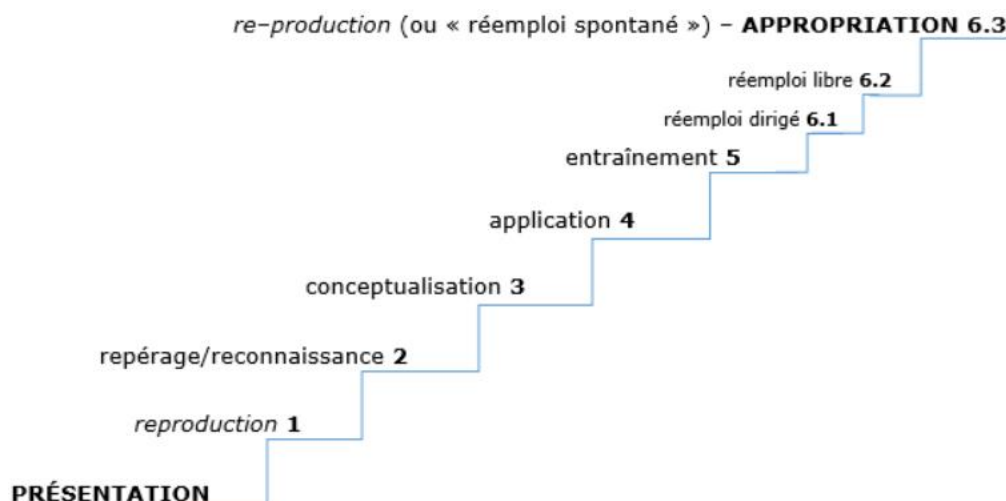 re–production (ou « réemploi spontané ») – APPROPRIATION 6.3
réemploi libre 6.2
réemploi dirigé 6.1
entraînement 5
application 4
conceptualisation 3
repérage/reconnaissance 2
reproduction 1
PRÉSENTATION